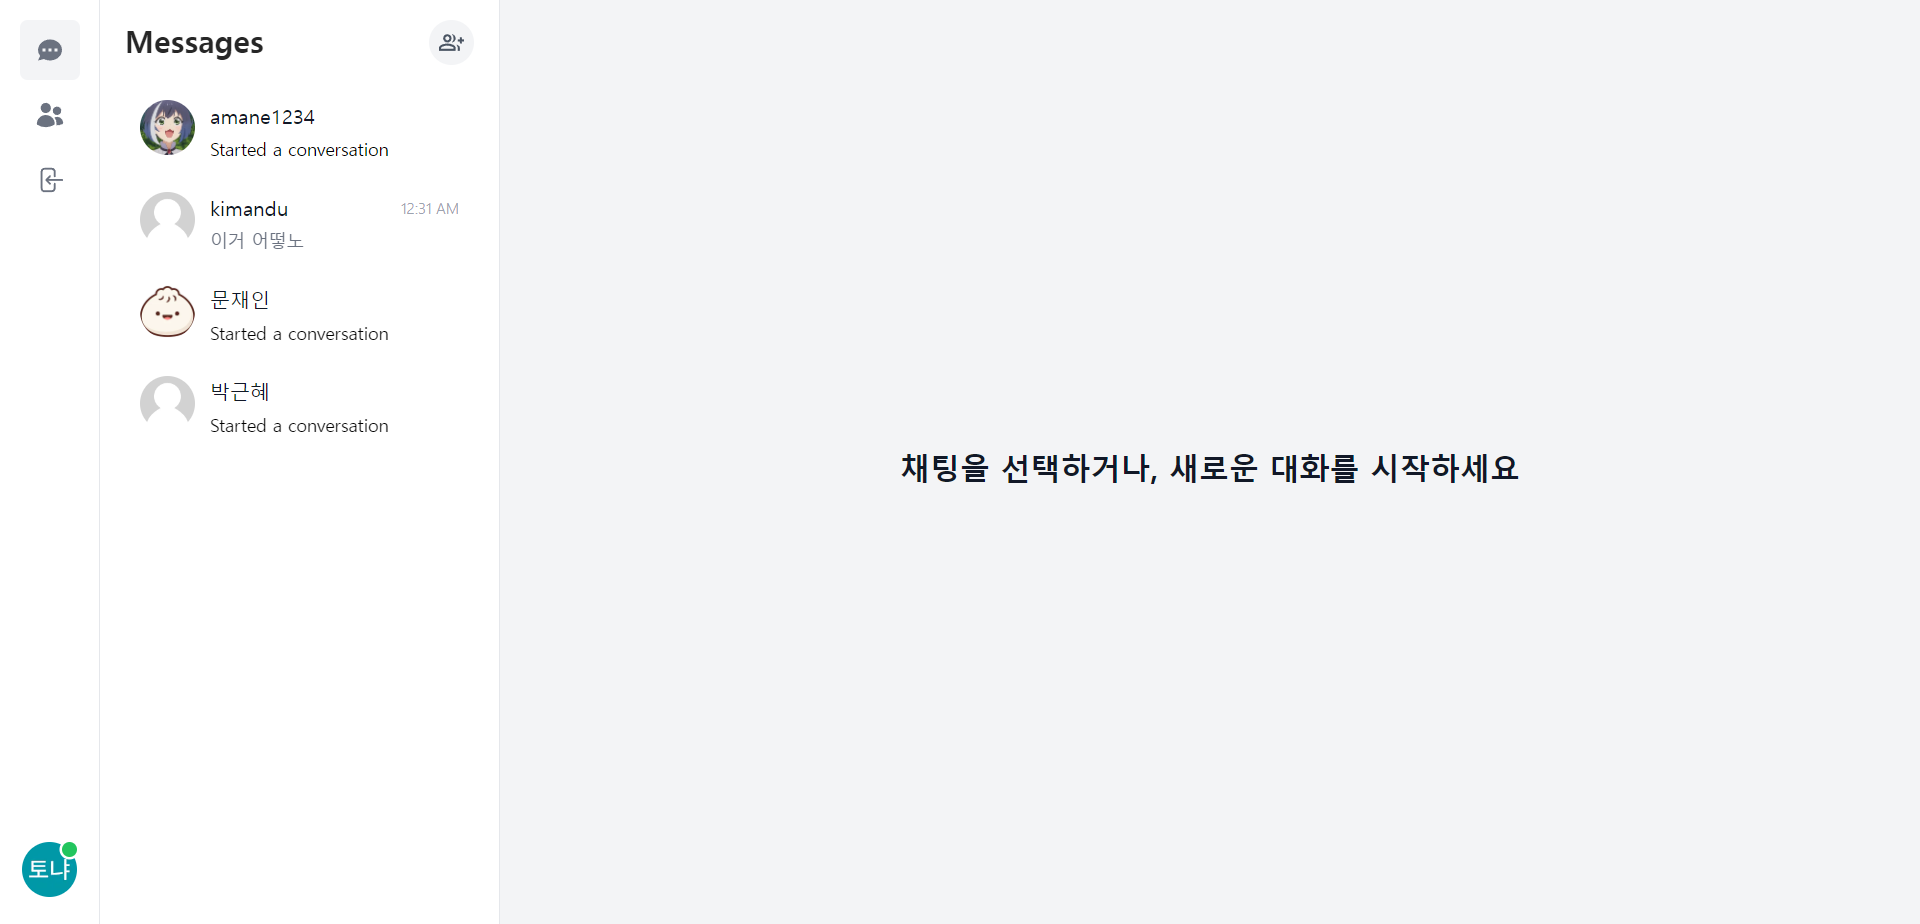 Messages
amane1234
Started a conversation
kimandu
12:31 AM
이거 어떻노
문재인
Started a conversation
박근혜
Started a conversation
채팅을 선택하거나, 새로운 대화를 시작하세요
토냐